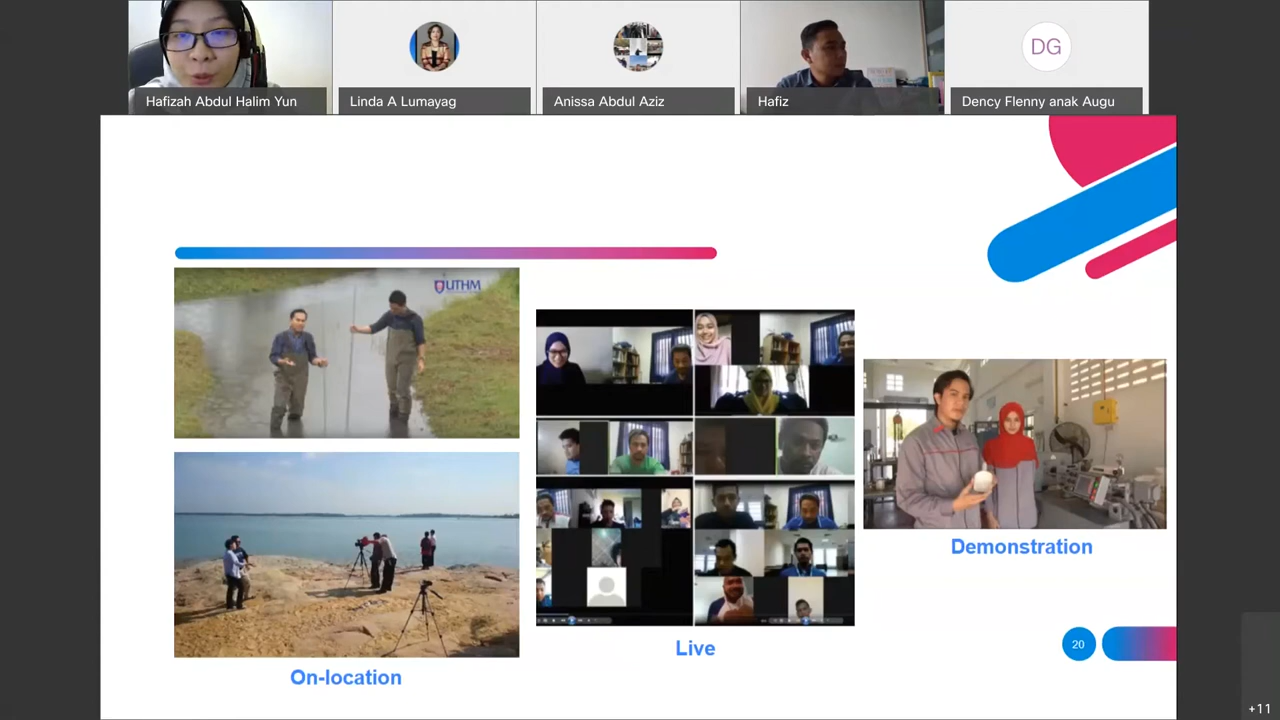 Hafizah Abdul Halim Yun
Linda A Lumayag
Anissa Abdul Aziz
Hafiz
DG
Dency Flenny anak Augu
UTHM
Demonstration
Live
On-location
20
+11